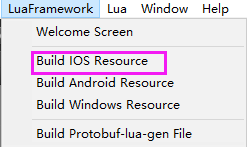 LuaFramework Lua Window Help
Welcome Screen
Build IOS Resource
Build Android Resource
Build Windows Resource
Build Protobuf-lua-gen File